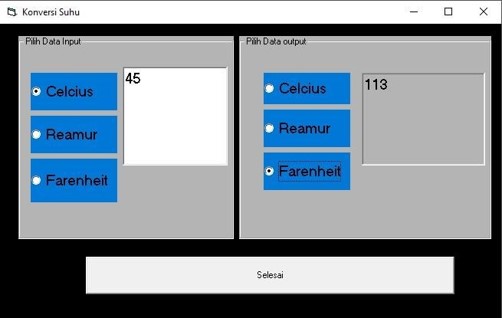 Konversi Suhu
Pilih Data Input
Celcius
Reamur
Farenheit
45
Pilih Data output
Celcius
Reamur
Farenheit
113
Selesai